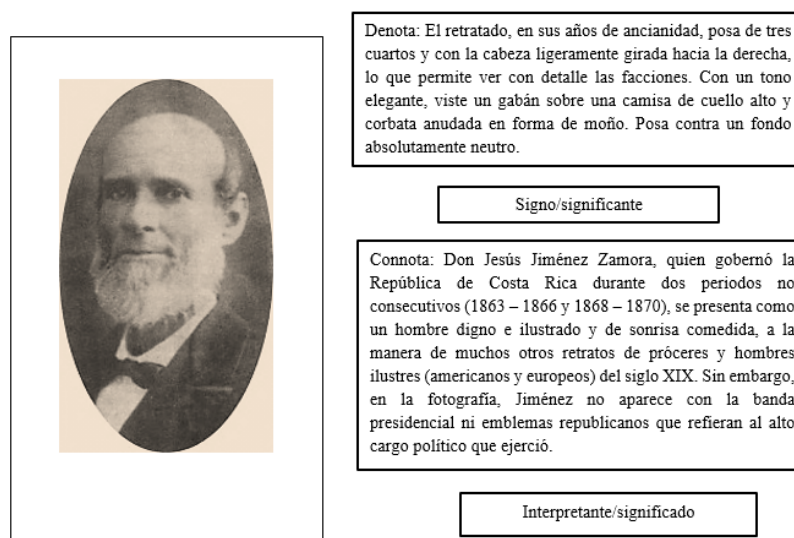 Denota: El retratado, en sus años de ancianidad, posa de tres
cuartos y con la cabeza ligeramente girada hacia la derecha,
lo que permite ver con detalle las facciones. Con un tono
elegante, viste un gabán sobre una camisa de cuello alto y
corbata anudada en forma de moño. Posa contra un fondo
absolutamente neutro.
Signo/significante
Connota: Don Jesús Jiménez Zamora, quien gobernó la
República de Costa Rica durante dos periodos no
consecutivos (1863 – 1866 y 1868 – 1870), se presenta como
un hombre digno e ilustrado y de sonrisa comedida, a la
manera de muchos otros retratos de próceres y hombres
ilustres (americanos y europeos) del siglo XIX. Sin embargo,
en la fotografía, Jiménez no aparece con la banda
presidencial ni emblemas republicanos que refieran al alto
cargo político que ejerció.
Interpretante/significado